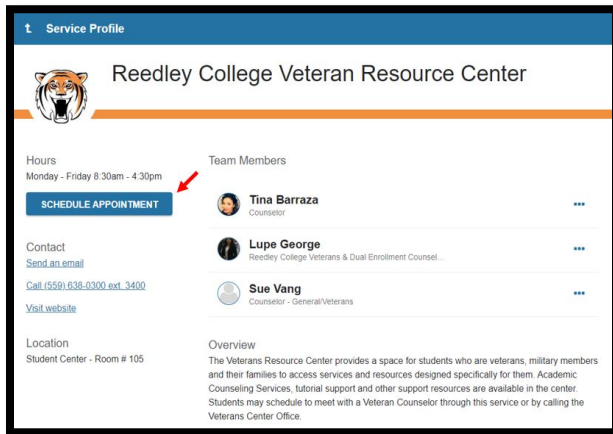 Service Profile
Reedley College Veteran Resource Center
Hours
Monday - Friday 8:30am - 4:30pm
SCHEDULE APPOINTMENT
Contact
Send an email
Call (559) 638-0300 ext. 3400
Visit website
Location
Student Center - Room # 105
Team Members
Tina Barraza
Counselor
Lupe George
Reedley College Veterans & Dual Enrollment Counsel...
Sue Vang
Counselor - General/Veterans
Overview
The Veterans Resource Center provides a space for students who are veterans, military members
and their families to access services and resources designed specifically for them. Academic
Counseling Services, tutorial support and other support resources are available in the center.
Students may schedule to meet with a Veteran Counselor through this service or by calling the
Veterans Center Office.